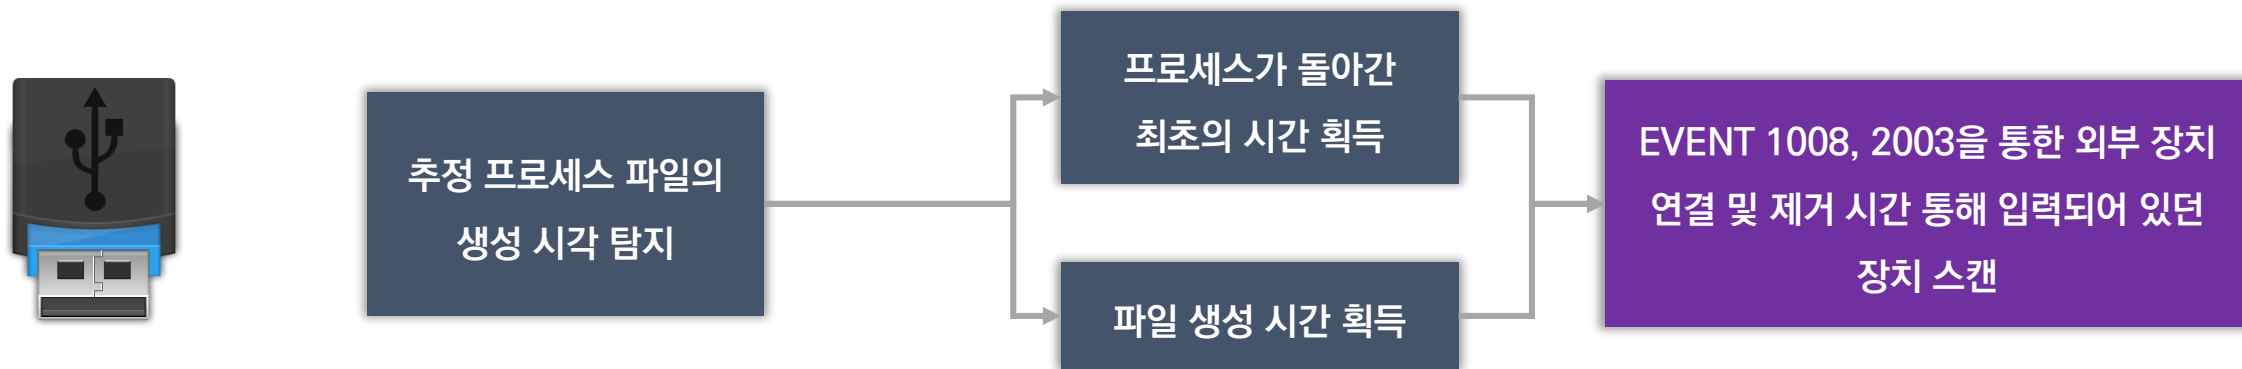 추정 프로세스 파일의
생성 시각 탐지
프로세스가 돌아간
최초의 시간 획득
파일 생성 시간 획득
EVENT 1008, 2003을 통한 외부 장치
연결 및 제거 시간 통해 입력되어 있던
장치 스캔